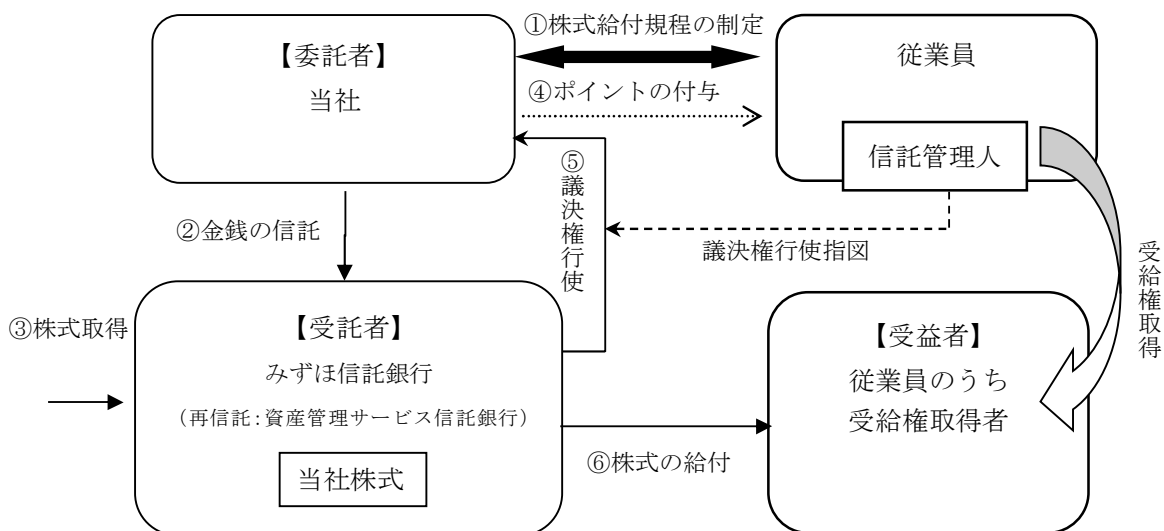 ①株式給付規程の制定
【委託者】
当社
従業員
④ポイントの付与
信託管理人
⑤議決権行使
②金銭の信託
議決権行使指図
受給権取得
③株式取得
【受託者】
みずほ信託銀行
(再信託:資産管理サービス信託銀行)
当社株式
【受益者】
従業員のうち
受給権取得者
⑥株式の給付